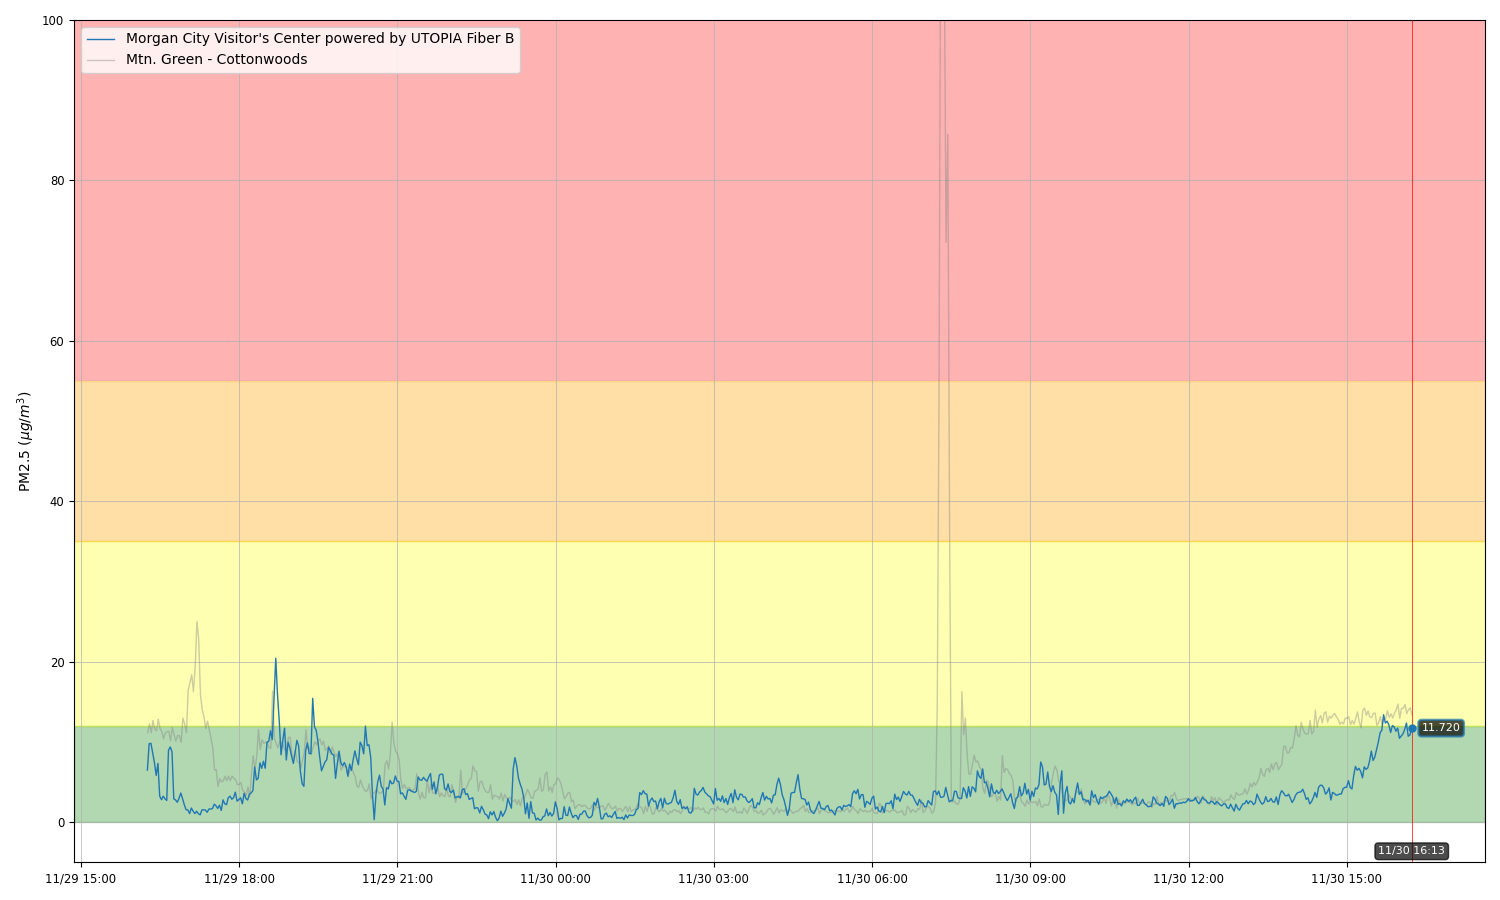 100
Morgan City Visitor's Center powered by UTOPIA Fiber B
Mtn. Green - Cottonwoods
80
60
40
20
0
PM2.5 (μg/m³)
11.720
11/30 16:13
11/29 15:00 11/29 18:00 11/29 21:00 11/30 00:00 11/30 03:00 11/30 06:00 11/30 09:00 11/30 12:00 11/30 15:00